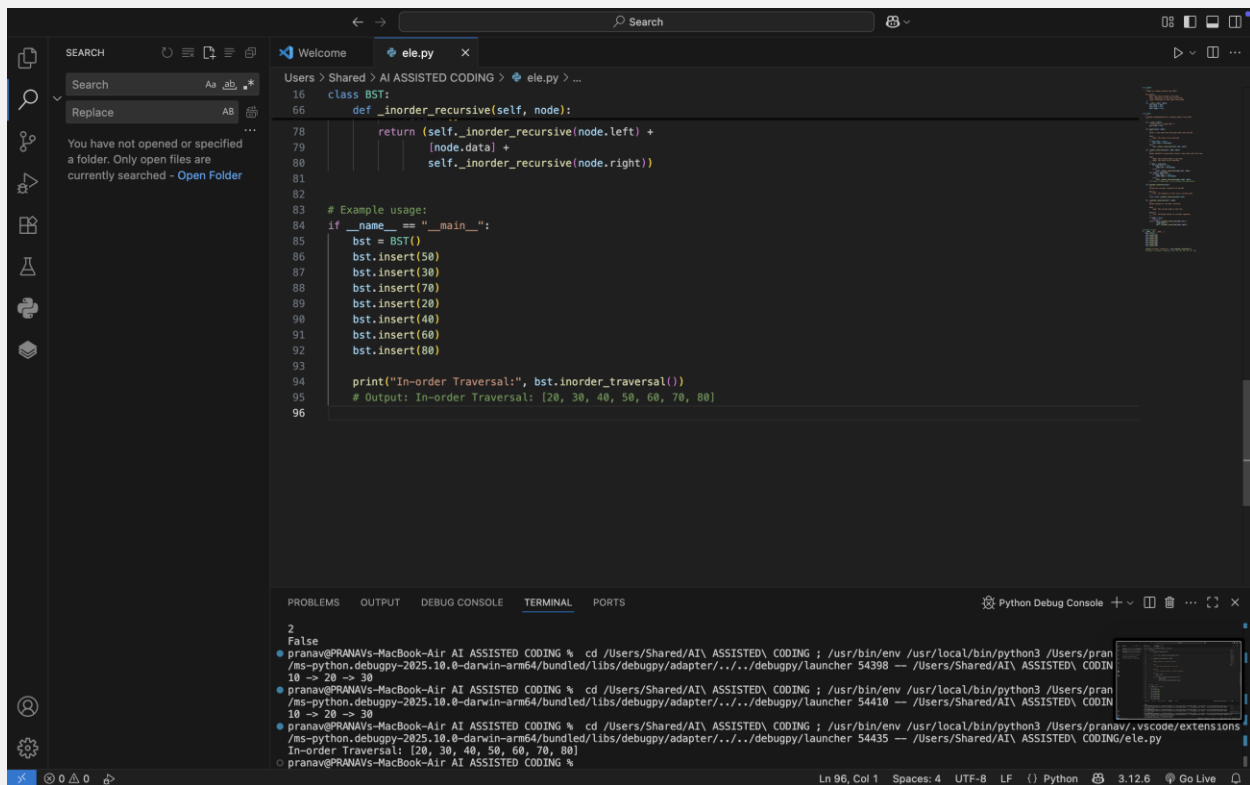 Search
SEARCH
Search
Aa ab
Replace
AB
You have not opened or specified
a folder. Only open files are
currently searched - Open Folder
Welcome
ele.py
Users > Shared > AI ASSISTED CODING > ele.py > ...
16 class BST:
66 def _inorder_recursive(self, node):
78 return (self._inorder_recursive(node.left) +
79 [node.data] +
80 self._inorder_recursive(node.right))
81
82
83 # Example usage:
84 if __name__ == "__main__":
85 bst = BST()
86 bst.insert(50)
87 bst.insert(30)
88 bst.insert(70)
89 bst.insert(20)
90 bst.insert(40)
91 bst.insert(60)
92 bst.insert(80)
93
94 print("In-order Traversal:", bst.inorder_traversal())
95 # Output: In-order Traversal: [20, 30, 40, 50, 60, 70, 80]
96
PROBLEMS OUTPUT DEBUG CONSOLE TERMINAL PORTS
Python Debug Console
2
False
pranav@PRANAVs-MacBook-Air AI ASSISTED CODING % cd /Users/Shared/AI\ ASSISTED\ CODING ; /usr/bin/env /usr/local/bin/python3 /Users/pran
/ms-python.debugpy-2025.10.0-darwin-arm64/bundled/libs/debugpy/adapter/../../debugpy/launcher 54398 -- /Users/Shared/AI\ ASSISTED\ CODIN
10 -> 20 -> 30
pranav@PRANAVs-MacBook-Air AI ASSISTED CODING % cd /Users/Shared/AI\ ASSISTED\ CODING ; /usr/bin/env /usr/local/bin/python3 /Users/pran
/ms-python.debugpy-2025.10.0-darwin-arm64/bundled/libs/debugpy/adapter/../../debugpy/launcher 54410 -- /Users/Shared/AI\ ASSISTED\ CODIN
10 -> 20 -> 30
pranav@PRANAVs-MacBook-Air AI ASSISTED CODING % cd /Users/Shared/AI\ ASSISTED\ CODING ; /usr/bin/env /usr/local/bin/python3 /Users/pranav/.vscode/extensions
/ms-python.debugpy-2025.10.0-darwin-arm64/bundled/libs/debugpy/adapter/../../debugpy/launcher 54435 -- /Users/Shared/AI\ ASSISTED\ CODING/ele.py
In-order Traversal: [20, 30, 40, 50, 60, 70, 80]
pranav@PRANAVs-MacBook-Air AI ASSISTED CODING %
0 0 Ln 96, Col 1 Spaces: 4 UTF-8 LF {} Python 3.12.6 Go Live